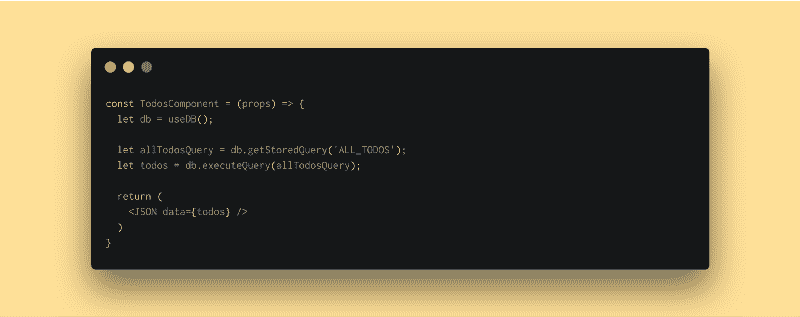 const TodosComponent = (props) => {
let db = useDB();
let allTodosQuery = db.getStoredQuery('ALL_TODOS');
let todos = db.executeQuery(allTodosQuery);
return (
<JSON data={todos} />
)
}